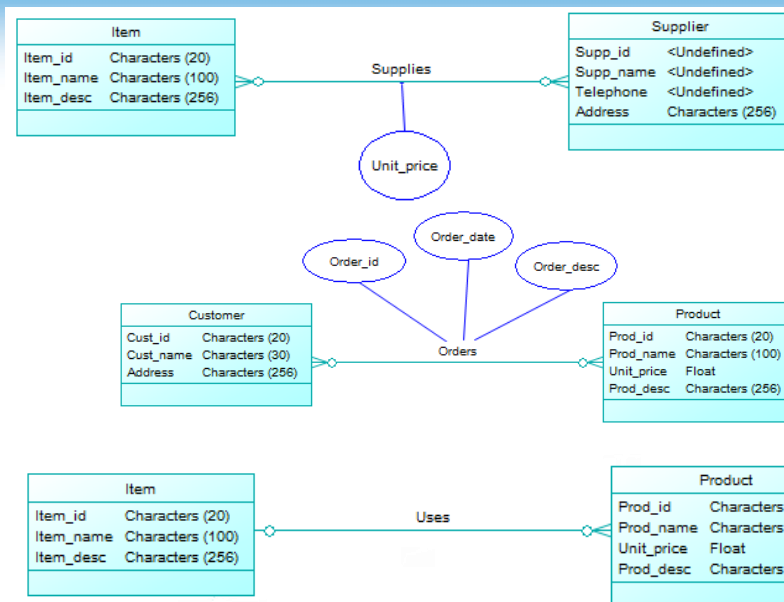 Item
Item_id Characters (20)
Item_name Characters (100)
Item_desc Characters (256)
Supplies
Supplier
Supp_id <Undefined>
Supp_name <Undefined>
Telephone <Undefined>
Address Characters (256)
Unit_price
Order_id
Order_date
Order_desc
Customer
Cust_id Characters (20)
Cust_name Characters (30)
Address Characters (256)
Orders
Product
Prod_id Characters (20)
Prod_name Characters (100)
Unit_price Float
Prod_desc Characters (256)
Item
Item_id Characters (20)
Item_name Characters (100)
Item_desc Characters (256)
Uses
Product
Prod_id Characters
Prod_name Characters
Unit_price Float
Prod_desc Characters